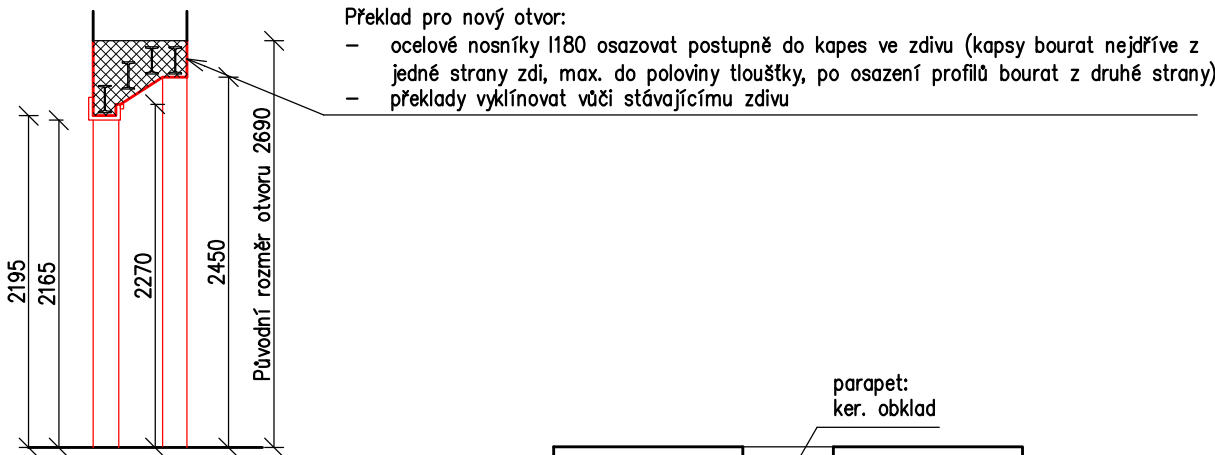 Překlad pro nový otvor:
– ocelové nosníky I180 osazovat postupně do kapes ve zdivu (kapsy bourat nejdříve z
jedné strany zdi, max. do poloviny tloušťky, po osazení profilů bourat z druhé strany)
– překlady vyklínovat vůči stávajícímu zdivu
2195
2165
2270
2450
Původní rozměr otvoru 2690
parapet:
ker. obklad